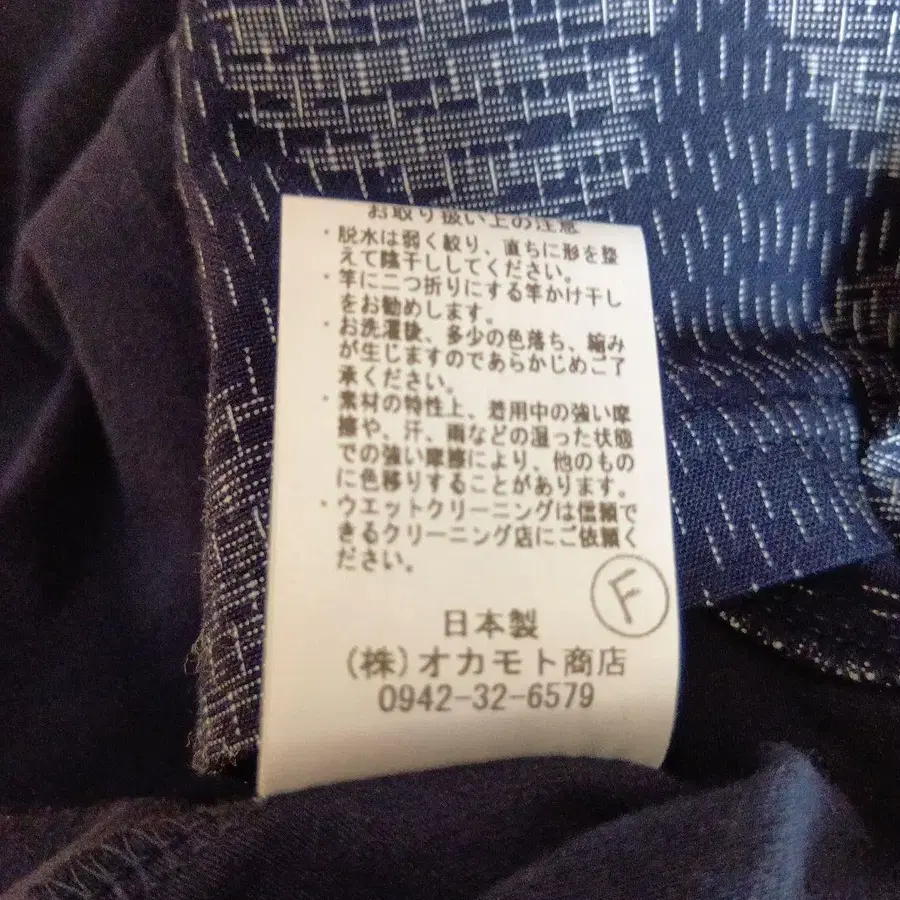 お取り扱い上の注意
・脱水は弱く絞り、直ちに形を整
えて陰干ししてください。
・竿に二つ折りにする竿かけ干し
をお勧めします。
・お洗濯後、多少の色落ち、縮み
が生じますのであらかじめご了
承ください。
・素材の特性上、着用中の強い摩
擦や、汗、雨などの湿った状態
での強い摩擦により、他のもの
に色移りすることがあります。
・ウエットクリーニングは信頼で
きるクリーニング店にご依頼く
ださい。
F
日本製
(株)オカモト商店
0942-32-6579